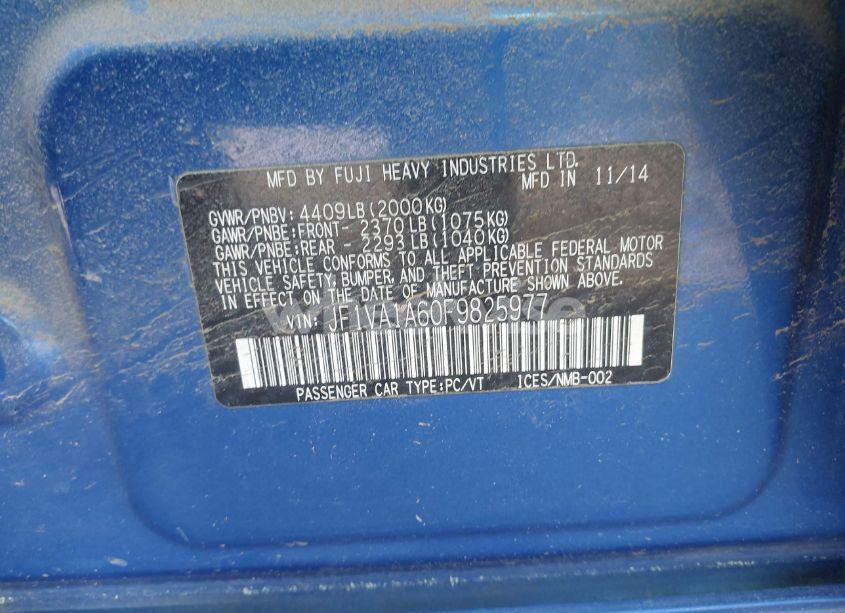 MFD BY FUJI HEAVY INDUSTRIES LTD.
MFD IN 11/14
GVWR/PNBV: 4409LB(2000KG)
GAWR/PNBE:FRONT- 2370LB(1075KG)
GAWR/PNBE:REAR - 2293LB(1040KG)
THIS VEHICLE CONFORMS TO ALL APPLICABLE FEDERAL MOTOR
VEHICLE SAFETY, BUMPER, AND THEFT PREVENTION STANDARDS
IN EFFECT ON THE DATE OF MANUFACTURE SHOWN ABOVE.
VIN: JF1VA1A60F9825977
PASSENGER CAR TYPE:PC/VT ICES/NMB-002